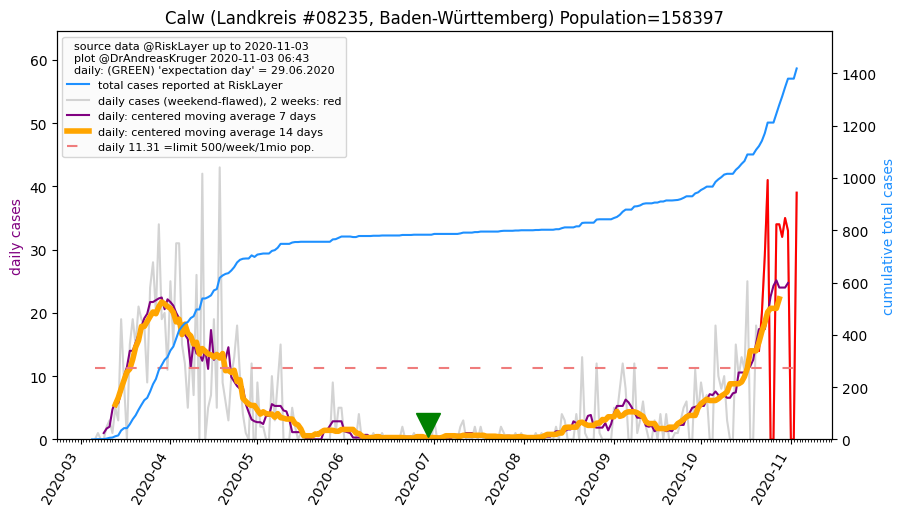 Calw (Landkreis #08235, Baden-Württemberg) Population=158397
source data @RiskLayer up to 2020-11-03
plot @DrAndreasKruger 2020-11-03 06:43
daily: (GREEN) 'expectation day' = 29.06.2020
total cases reported at RiskLayer
daily cases (weekend-flawed), 2 weeks: red
daily: centered moving average 7 days
daily: centered moving average 14 days
daily 11.31 =limit 500/week/1mio pop.
daily cases
60
50
40
30
20
10
0
cumulative total cases
1400
1200
1000
800
600
400
200
0
2020-03
2020-04
2020-05
2020-06
2020-07
2020-08
2020-09
2020-10
2020-11